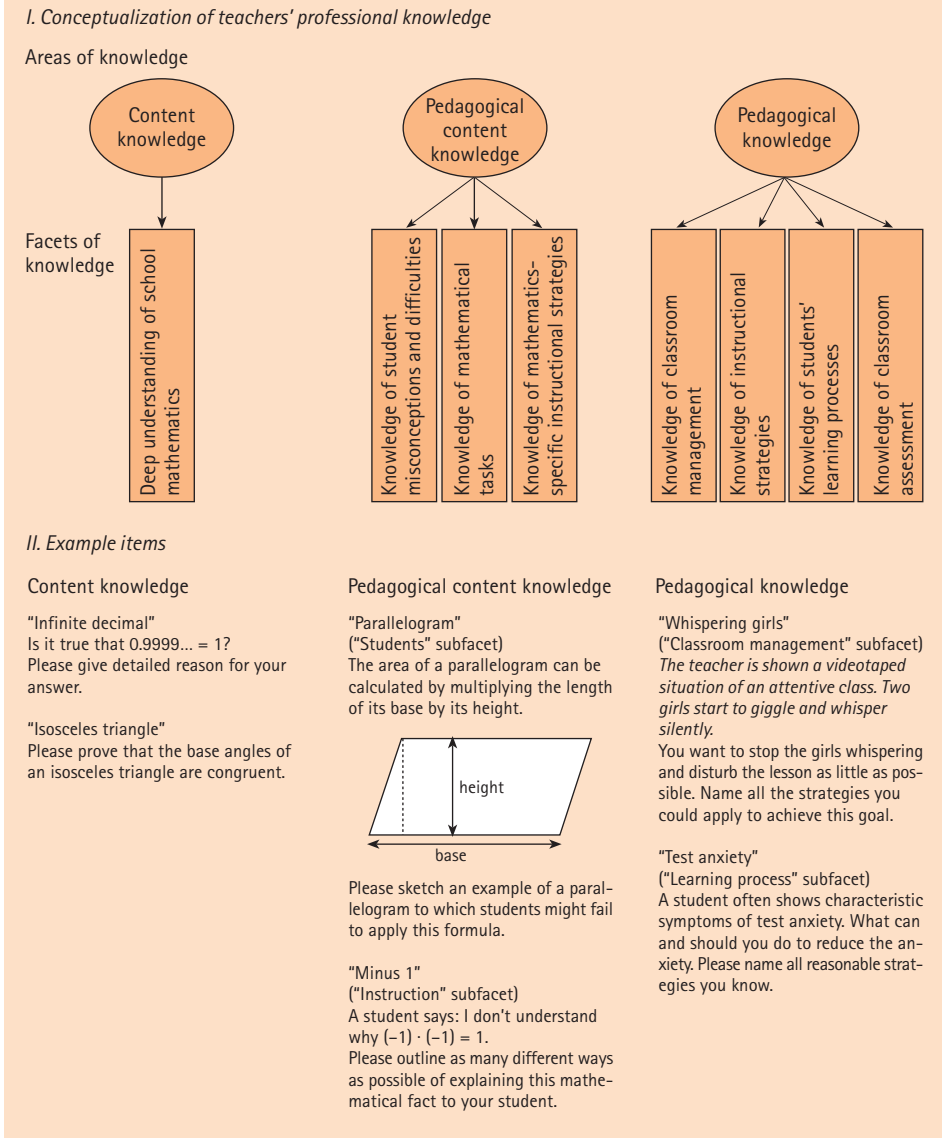 I. Conceptualization of teachers' professional knowledge
Areas of knowledge
Content
knowledge
Pedagogical
content
knowledge
Pedagogical
knowledge
Facets of
knowledge
Deep understanding of school
mathematics
Knowledge of student
misconceptions and difficulties
Knowledge of mathematical
tasks
Knowledge of mathematics-
specific instructional strategies
Knowledge of classroom
management
Knowledge of instructional
strategies
Knowledge of students'
learning processes
Knowledge of classroom
assessment
II. Example items
Content knowledge
"Infinite decimal"
Is it true that 0.9999... = 1?
Please give detailed reason for your
answer.
"Isosceles triangle"
Please prove that the base angles of
an isosceles triangle are congruent.
Pedagogical content knowledge
"Parallelogram"
("Students" subfacet)
The area of a parallelogram can be
calculated by multiplying the length
of its base by its height.
height
base
Please sketch an example of a paral-
lelogram to which students might fail
to apply this formula.
"Minus 1"
("Instruction" subfacet)
A student says: I don't understand
why (−1) · (−1) = 1.
Please outline as many different ways
as possible of explaining this mathe-
matical fact to your student.
Pedagogical knowledge
"Whispering girls"
("Classroom management" subfacet)
The teacher is shown a videotaped
situation of an attentive class. Two
girls start to giggle and whisper
silently.
You want to stop the girls whispering
and disturb the lesson as little as pos-
sible. Name all the strategies you
could apply to achieve this goal.
"Test anxiety"
("Learning process" subfacet)
A student often shows characteristic
symptoms of test anxiety. What can
and should you do to reduce the an-
xiety. Please name all reasonable strat-
egies you know.